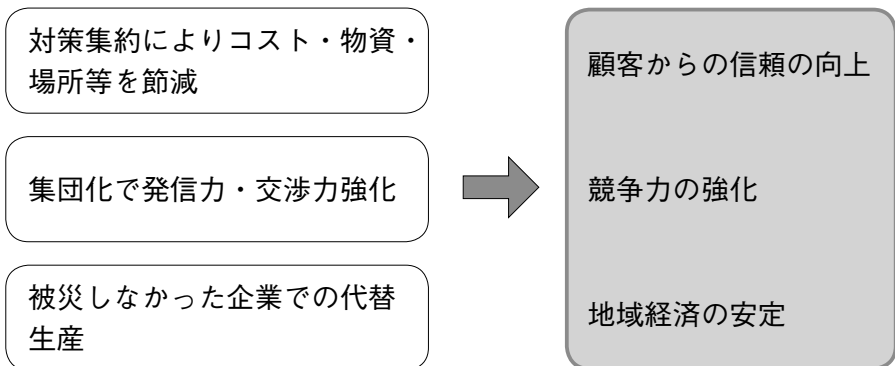 対策集約によりコスト・物資・
場所等を節減
集団化で発信力・交渉力強化
被災しなかった企業での代替
生産
顧客からの信頼の向上
競争力の強化
地域経済の安定